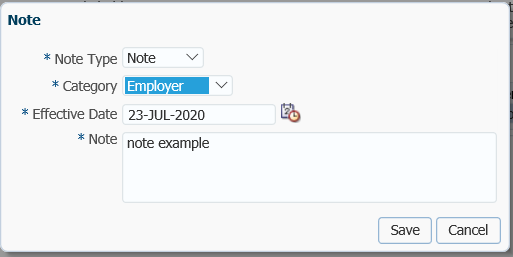 Note
* Note Type Note
* Category Employer
* Effective Date 23-JUL-2020
* Note note example
Save Cancel